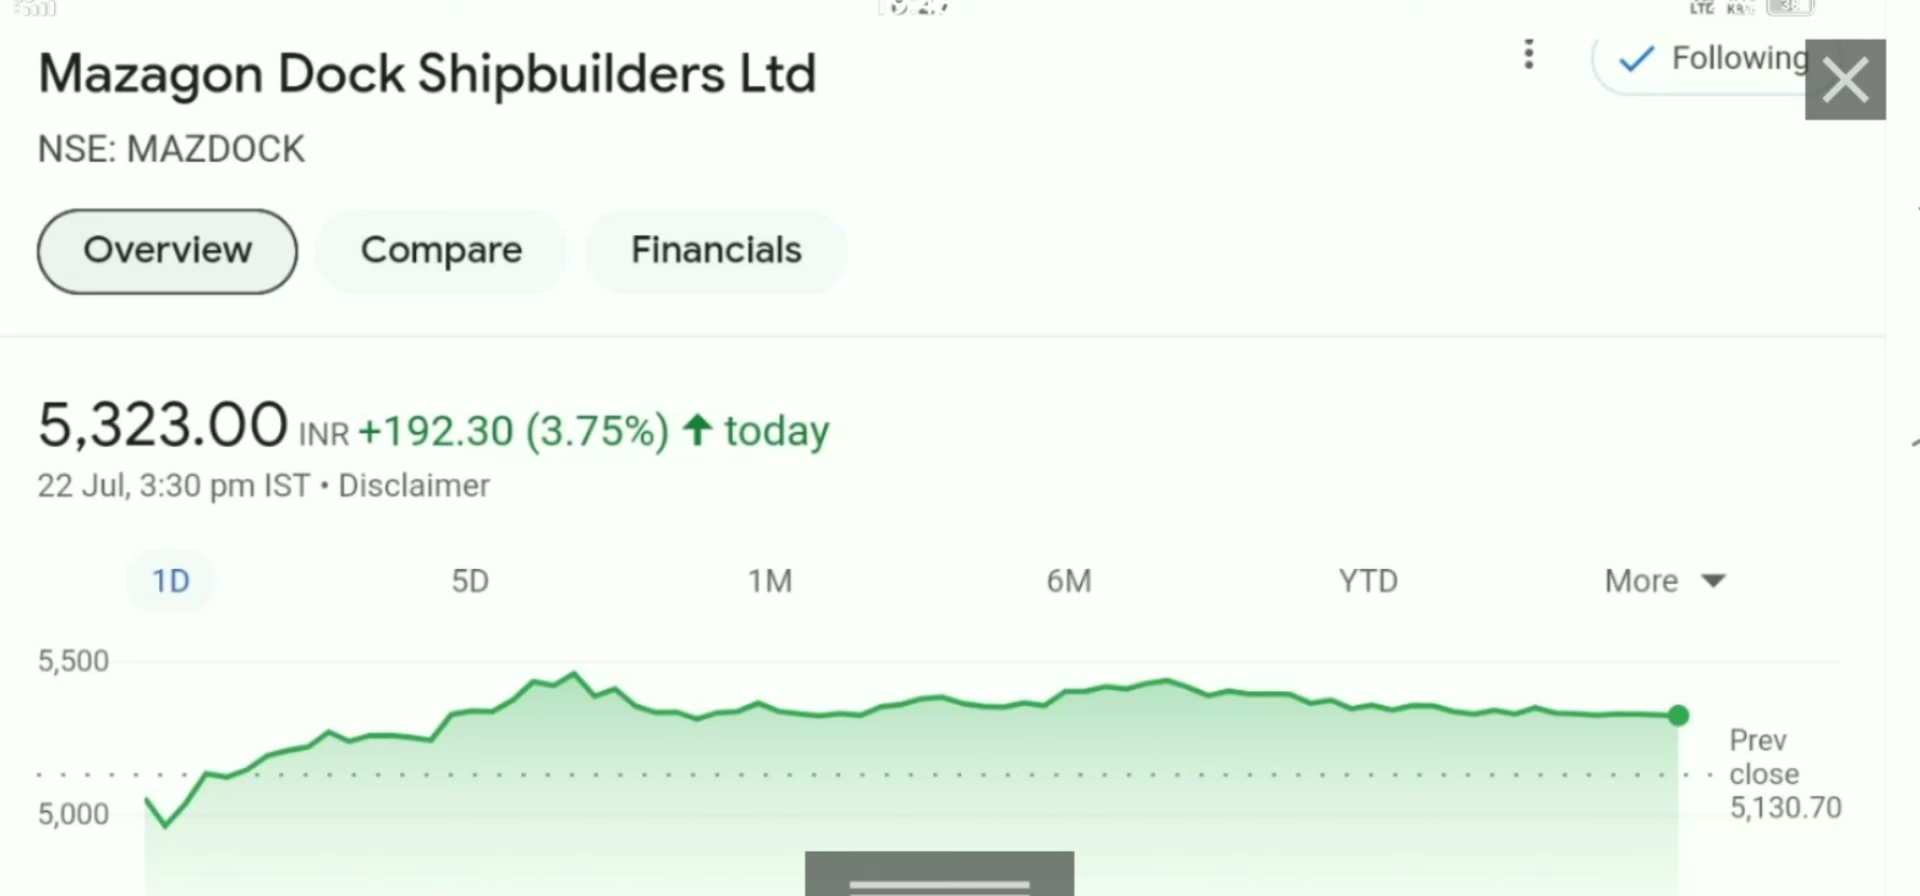 Mazagon Dock Shipbuilders Ltd
Following
NSE: MAZDOCK
Overview Compare Financials
5,323.00 INR +192.30 (3.75%) ↑ today
22 Jul, 3:30 pm IST • Disclaimer
1D 5D 1M 6M YTD More
5,500
Prev
close
5,130.70
5,000